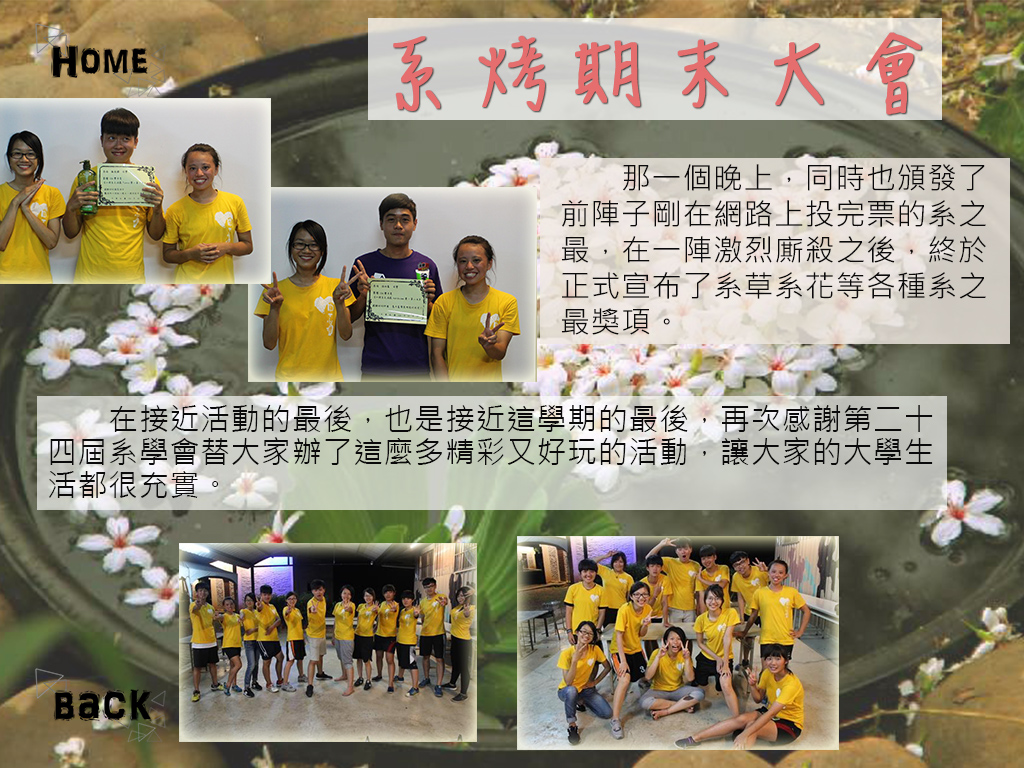 HOME
系烤期末大會
那一個晚上，同時也頒發了
前陣子剛在網路上投完票的系之
最，在一陣激烈廝殺之後，終於
正式宣布了系草系花等各種系之
最獎項。
在接近活動的最後，也是接近這學期的最後，再次感謝第二十
四屆系學會替大家辦了這麼多精彩又好玩的活動，讓大家的大學生
活都很充實。
BACK